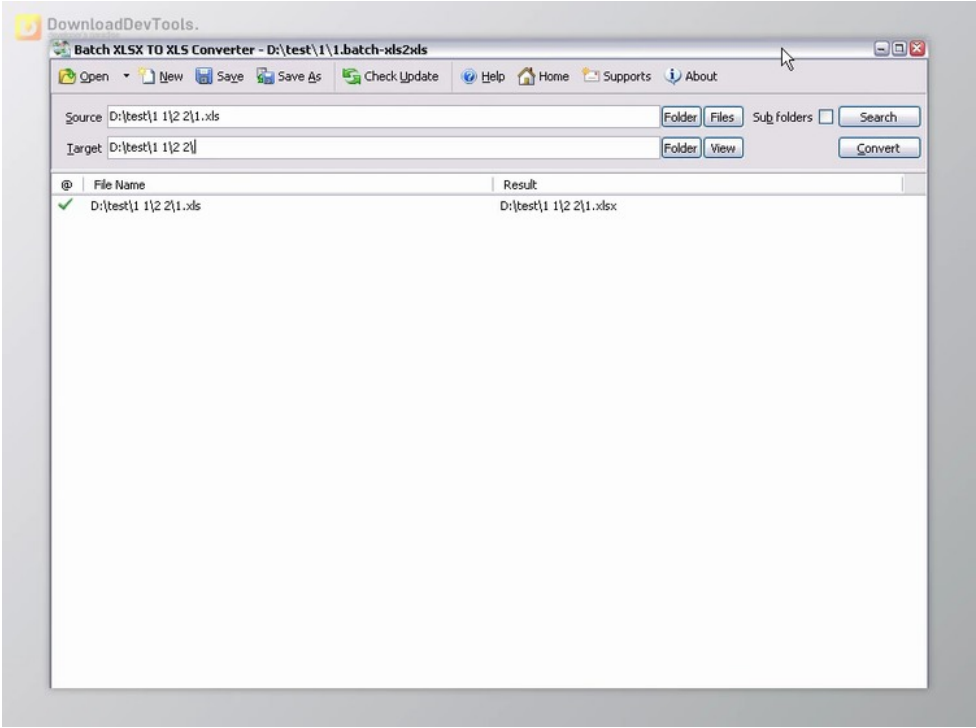 DownloadDevTools.
Batch XLSX TO XLS Converter - D:\test\1\1.batch-xls2xls
Open New Save Save As Check Update Help Home Supports About
Source D:\test\1 1\2 2\1.xls Folder Files Sub folders Search
Target D:\test\1 1\2 2\ Folder View Convert
@ File Name Result
D:\test\1 1\2 2\1.xls D:\test\1 1\2 2\1.xlsx